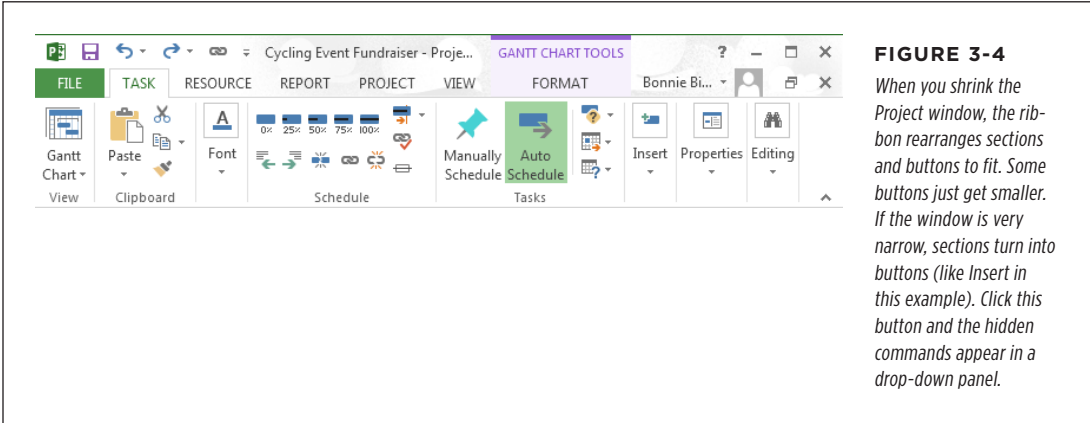 Cycling Event Fundraiser - Proje... GANTT CHART TOOLS ?
FILE TASK RESOURCE REPORT PROJECT VIEW FORMAT Bonnie Bi...
0% 25% 50% 75% 100%
Gantt
Chart
Paste
Font
Manually
Schedule
Auto
Schedule
Insert Properties Editing
View Clipboard Schedule Tasks
FIGURE 3-4
When you shrink the
Project window, the rib-
bon rearranges sections
and buttons to fit. Some
buttons just get smaller.
If the window is very
narrow, sections turn into
buttons (like Insert in
this example). Click this
button and the hidden
commands appear in a
drop-down panel.